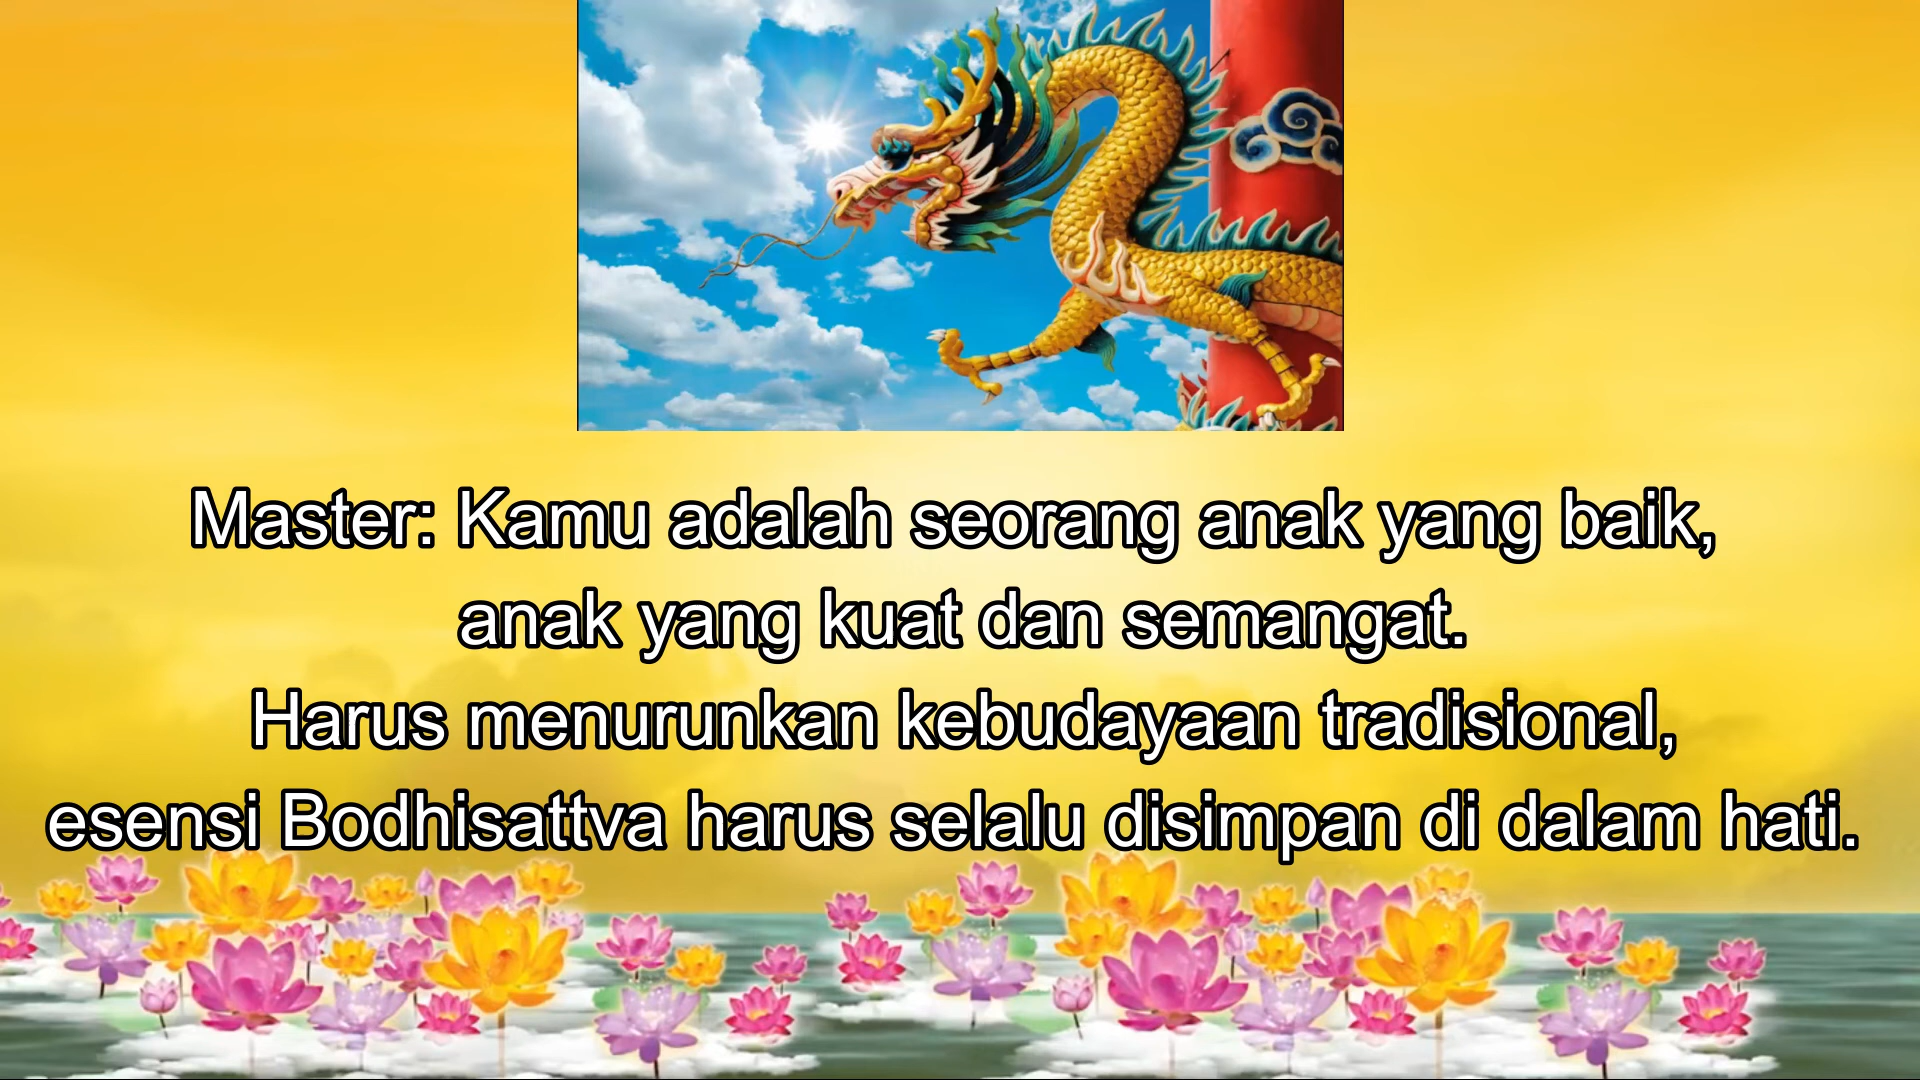 Master: Kamu adalah seorang anak yang baik,
anak yang kuat dan semangat.
Harus menurunkan kebudayaan tradisional,
esensi Bodhisattva harus selalu disimpan di dalam hati.